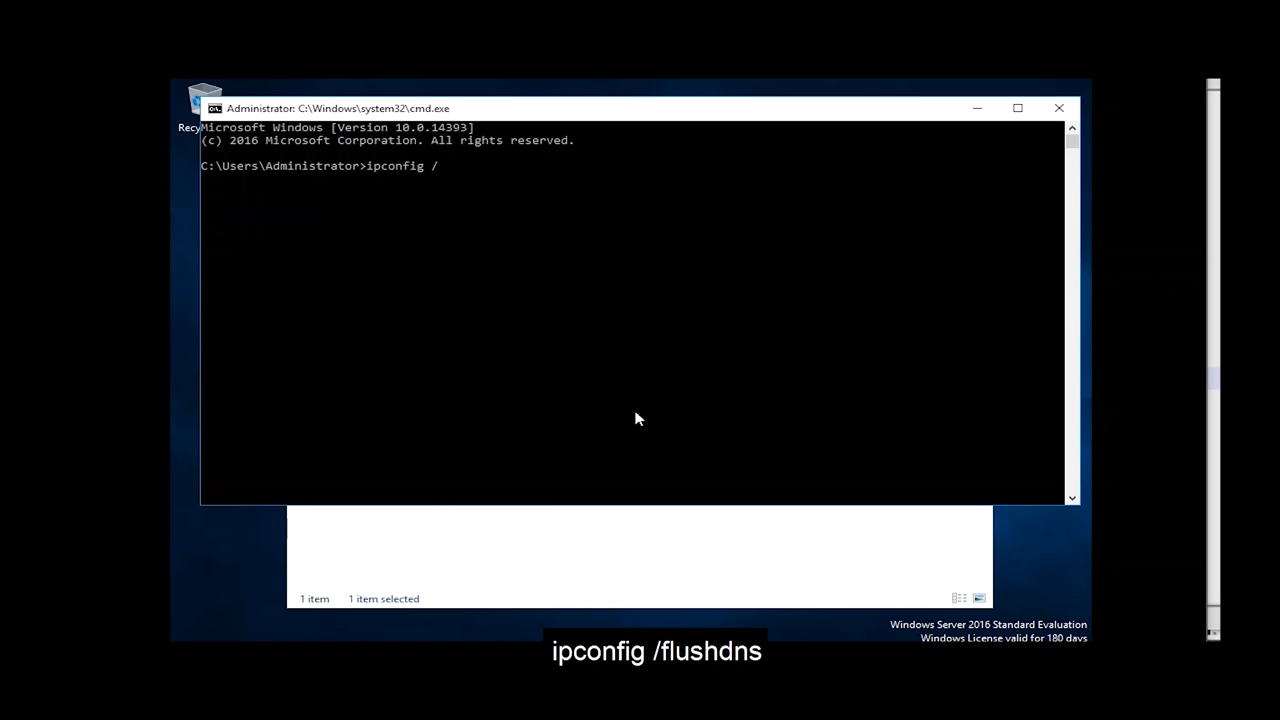 Administrator: C:\Windows\system32\cmd.exe
Recy
Microsoft Windows [Version 10.0.14393]
(c) 2016 Microsoft Corporation. All rights reserved.
C:\Users\Administrator>ipconfig /
1 item 1 item selected
Windows Server 2016 Standard Evaluation
Windows License valid for 180 days
ipconfig /flushdns